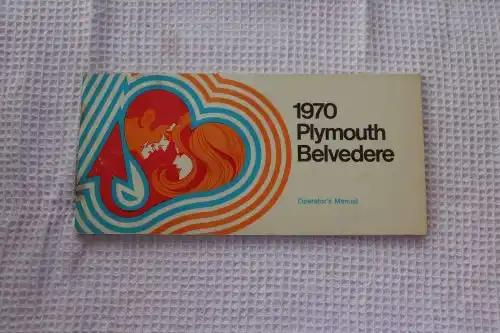 1970
Plymouth
Belvedere
Operator's Manual